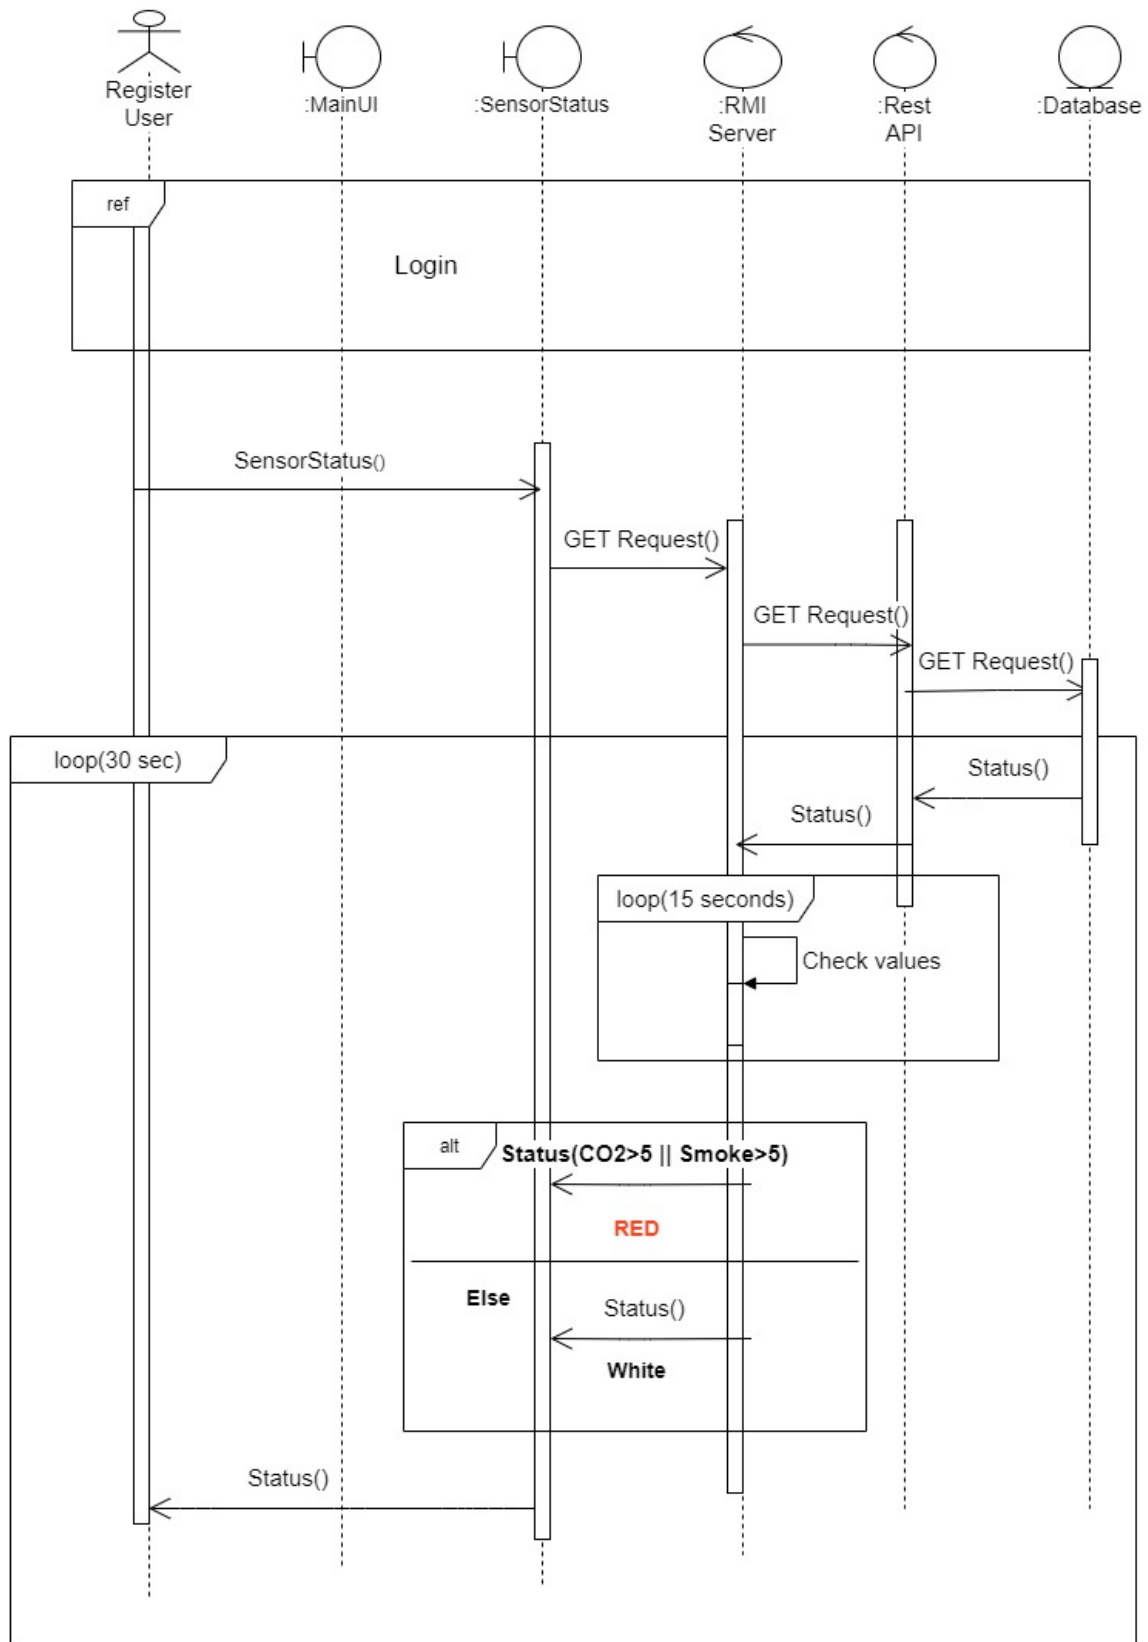 Register
User
:MainUI
:SensorStatus
:RMI
Server
:Rest
API
:Database
ref
Login
SensorStatus()
GET Request()
GET Request()
GET Request()
loop(30 sec)
Status()
Status()
loop(15 seconds)
Check values
alt
Status(CO2>5 || Smoke>5)
RED
Else
Status()
White
Status()